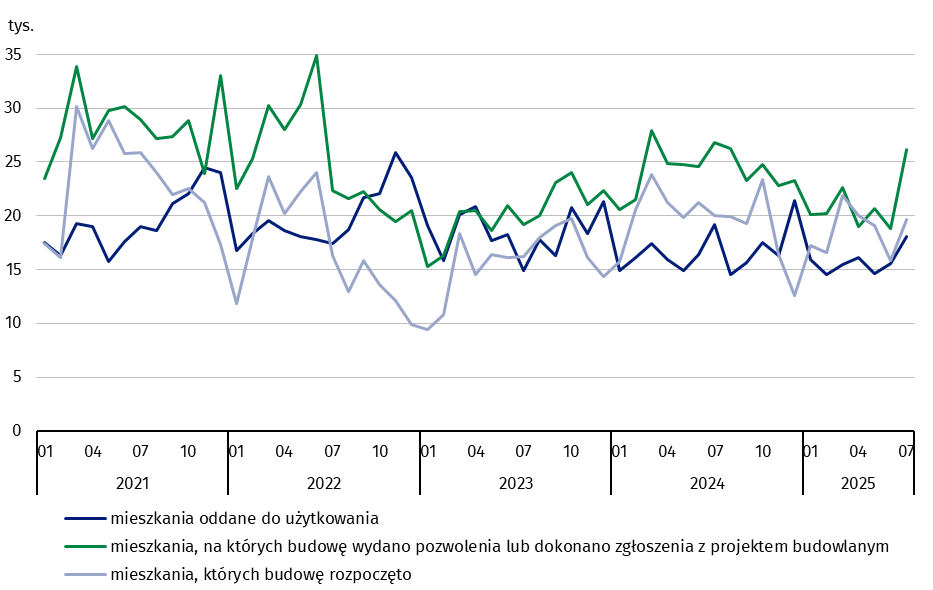 tys.
35
30
25
20
15
10
5
0
01 04 07 10 01 04 07 10 01 04 07 10 01 04 07 10 01 04 07
2021 2022 2023 2024 2025
mieszkania oddane do użytkowania
mieszkania, na których budowę wydano pozwolenia lub dokonano zgłoszenia z projektem budowlanym
mieszkania, których budowę rozpoczęto